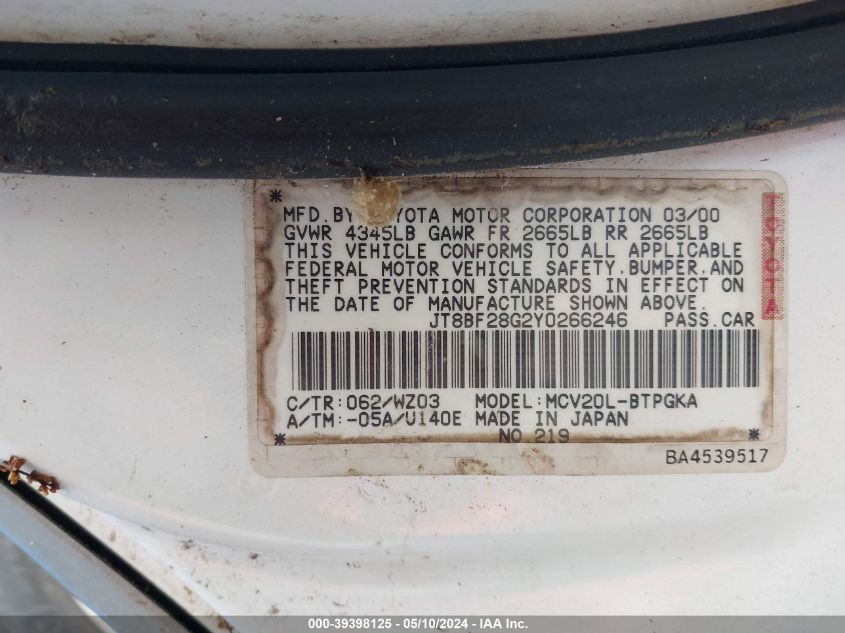 MFD. BY TOYOTA MOTOR CORPORATION 03/00
GVWR 4345LB GAWR FR 2665LB RR 2665LB
THIS VEHICLE CONFORMS TO ALL APPLICABLE
FEDERAL MOTOR VEHICLE SAFETY.BUMPER.AND
THEFT PREVENTION STANDARDS IN EFFECT ON
THE DATE OF MANUFACTURE SHOWN ABOVE.
JT8BF28G2Y0266246 PASS.CAR
C/TR:062/WZ03 MODEL:MCV20L-BTPGKA
A/TM:-05A/U140E MADE IN JAPAN
NO 219
BA4539517
TOYOTA
000-39398125 - 05/10/2024 - IAA Inc.